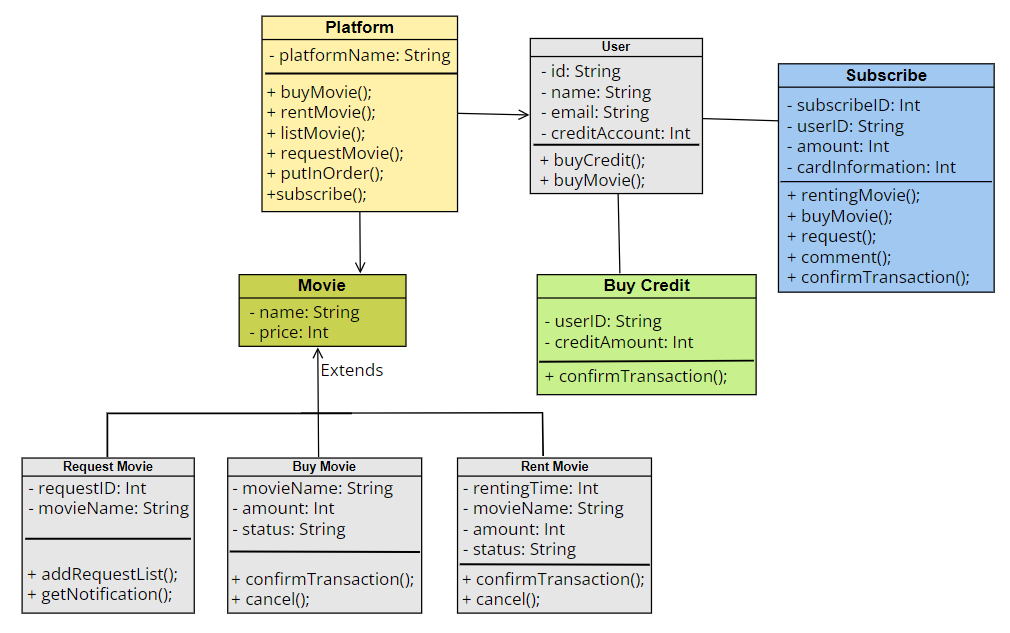 Platform
- platformName: String
+ buyMovie();
+ rentMovie();
+ listMovie();
+ requestMovie();
+ putInOrder();
+subscribe();
User
- id: String
- name: String
- email: String
- creditAccount: Int
+ buyCredit();
+ buyMovie();
Subscribe
- subscribeID: Int
- userID: String
- amount: Int
- cardInformation: Int
+ rentingMovie();
+ buyMovie();
+ request();
+ comment();
+ confirmTransaction();
Movie
- name: String
- price: Int
Buy Credit
- userID: String
- creditAmount: Int
+ confirmTransaction();
Extends
Request Movie
- requestID: Int
- movieName: String
+ addRequestList();
+ getNotification();
Buy Movie
- movieName: String
- amount: Int
- status: String
+ confirmTransaction();
+ cancel();
Rent Movie
- rentingTime: Int
- movieName: String
- amount: Int
- status: String
+ confirmTransaction();
+ cancel();